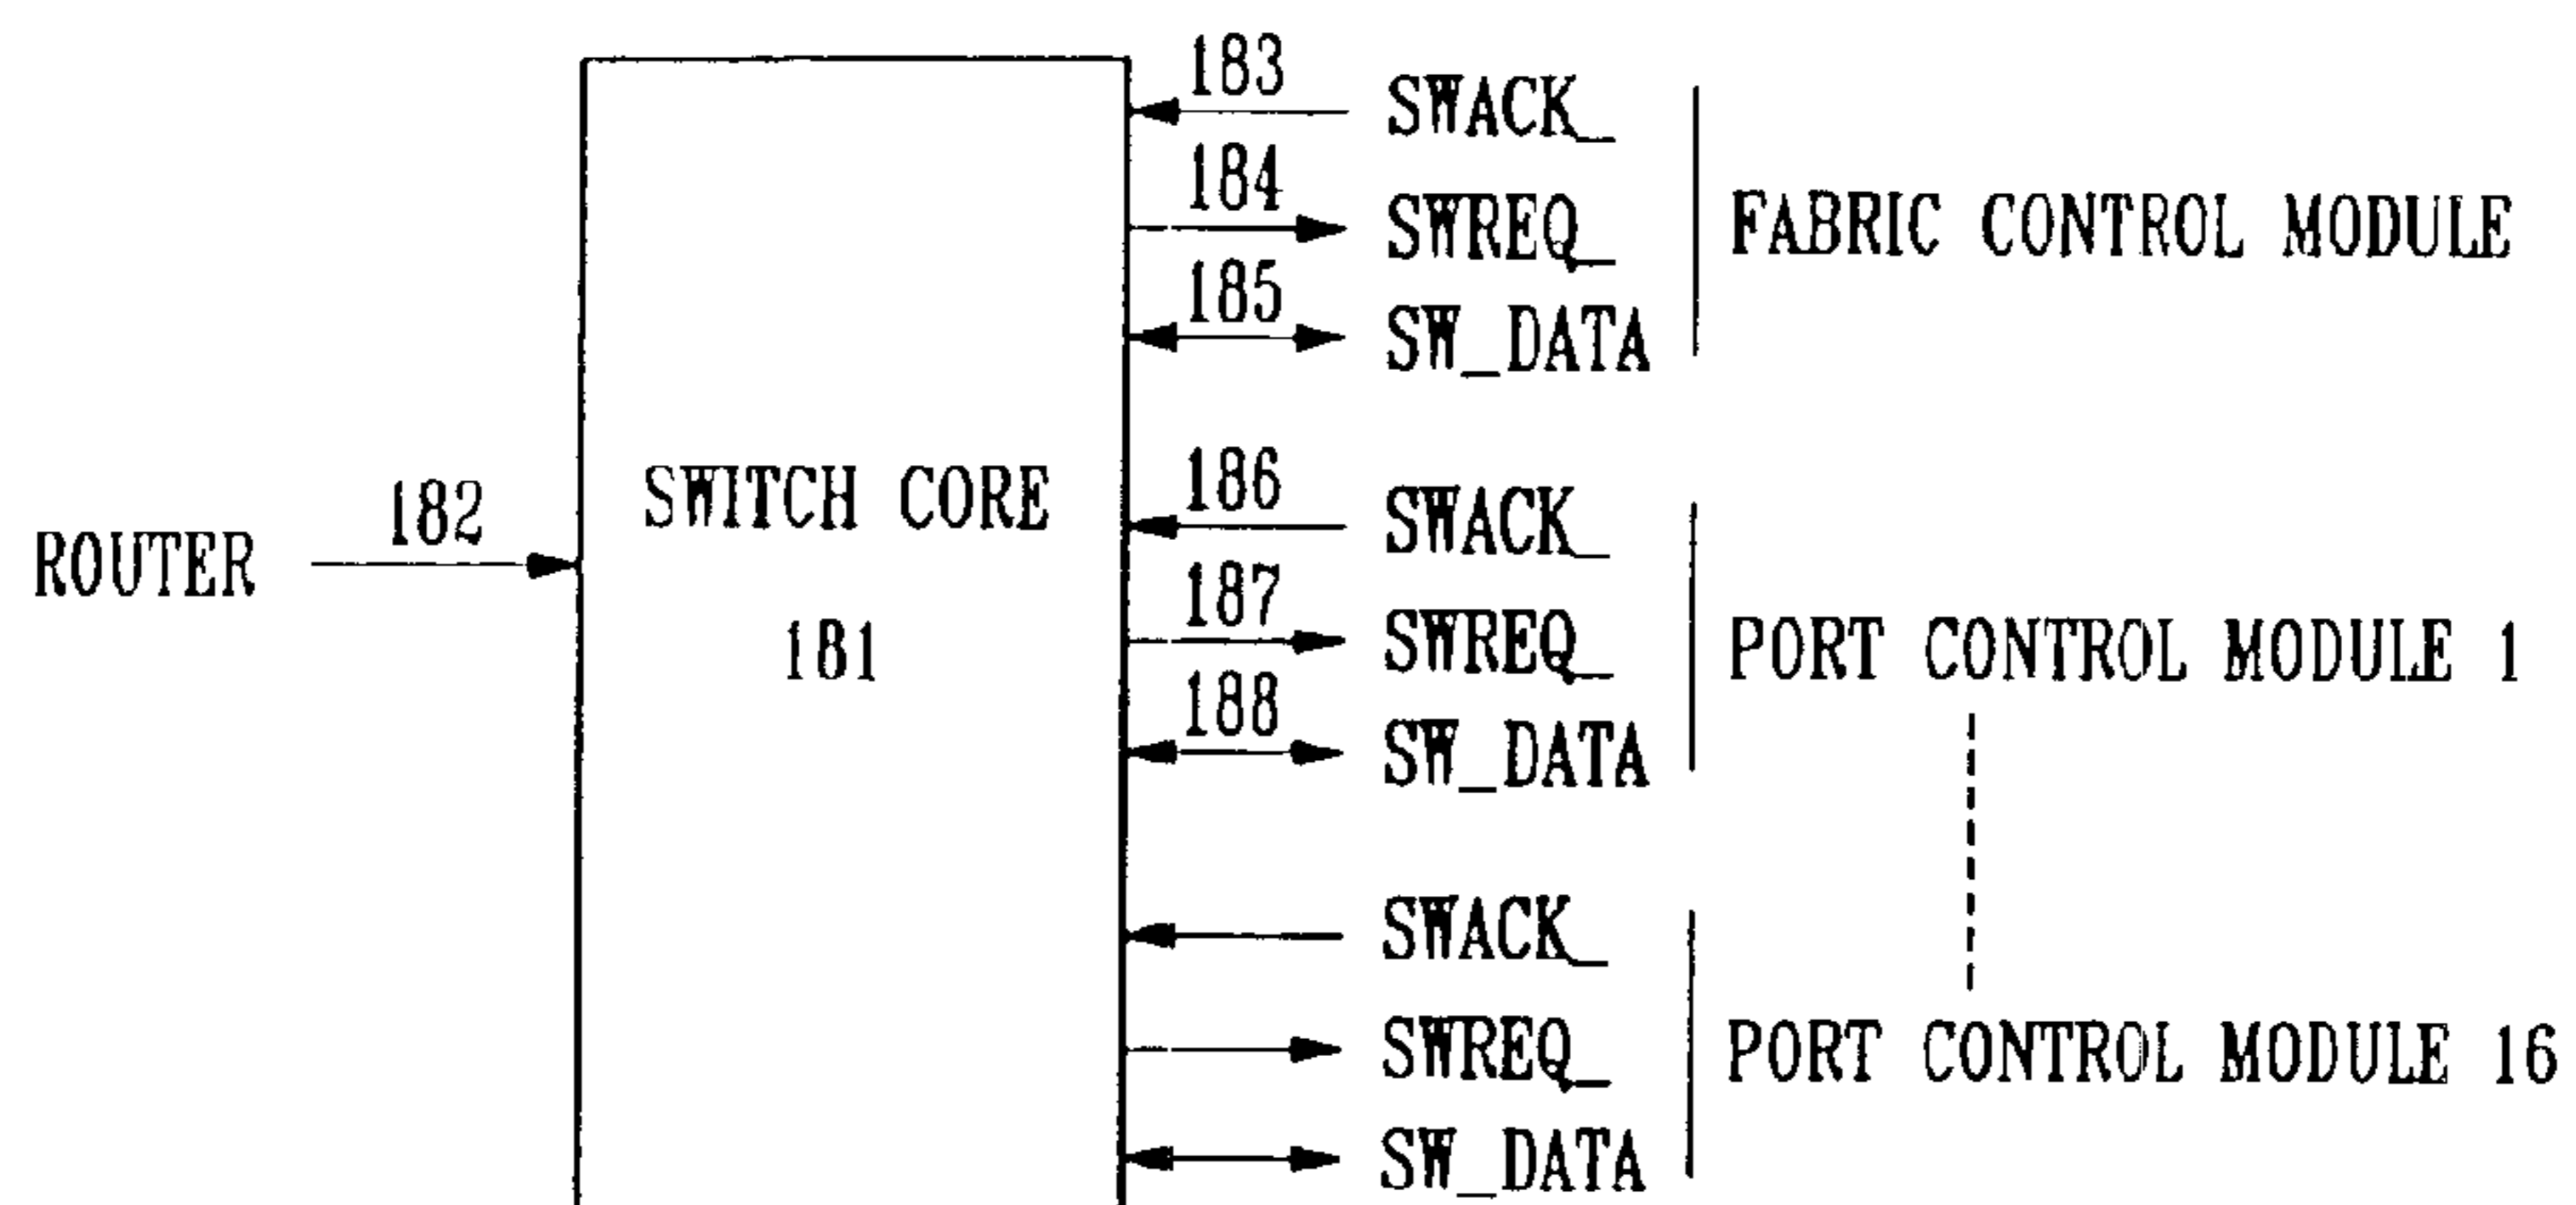 183
SWACK_
184
SWREQ_
FABRIC CONTROL MODULE
185
SW_DATA
ROUTER
182
SWITCH CORE
181
186
SWACK_
187
SWREQ_
PORT CONTROL MODULE 1
188
SW_DATA
SWACK_
SWREQ_
PORT CONTROL MODULE 16
SW_DATA